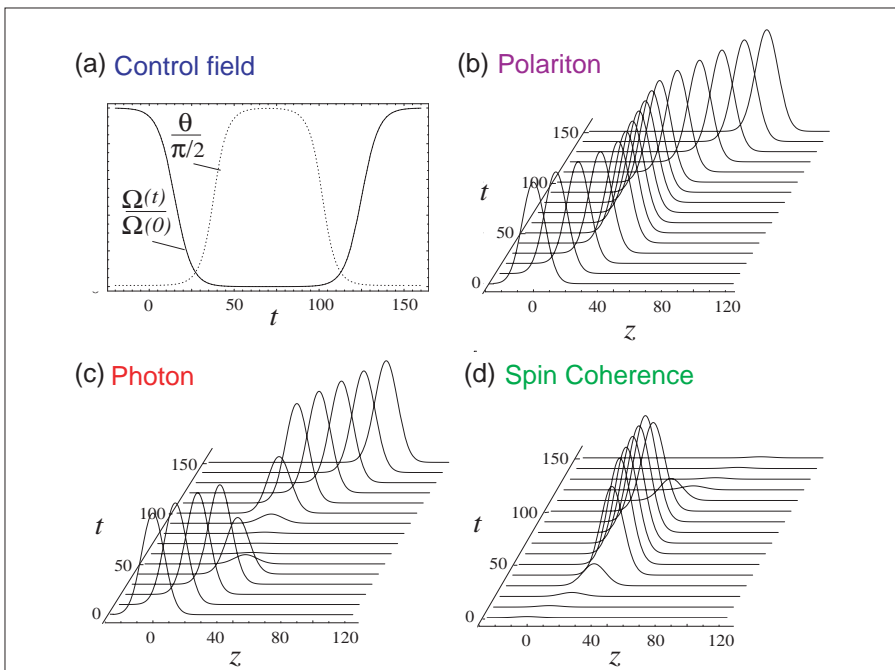 (a) Control field
θ
π/2
Ω(t)
Ω(0)
0 50 100 150
t
(b) Polariton
150
100
t
50
0
0 40 80 120
z
(c) Photon
150
100
t
50
0
0 40 80 120
z
(d) Spin Coherence
150
100
t
50
0
0 40 80 120
z